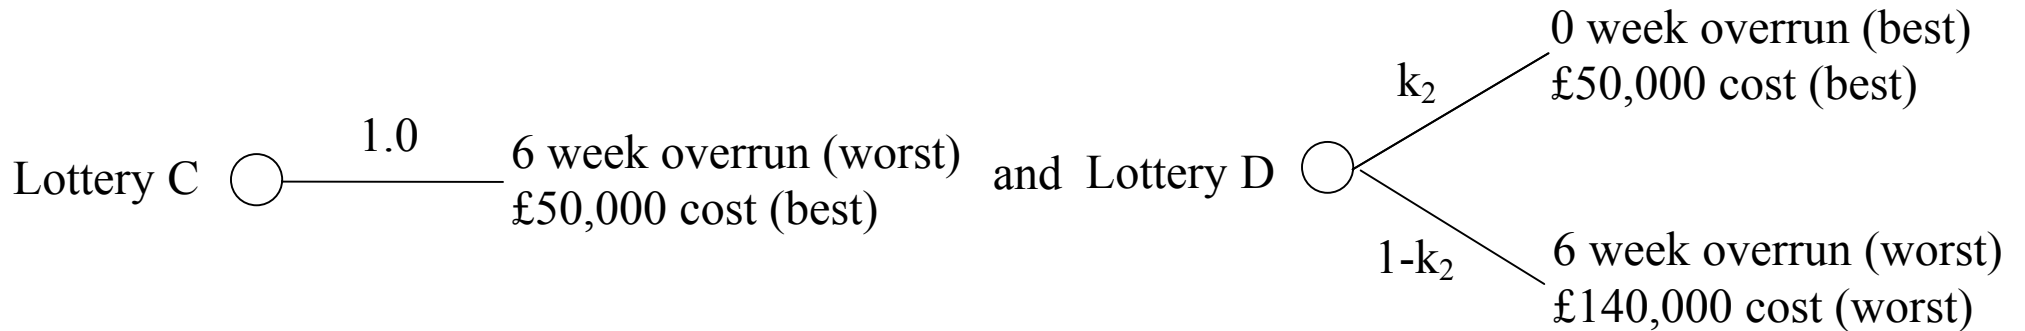 Lottery C
1.0
6 week overrun (worst)
£50,000 cost (best)
and Lottery D
k₂
0 week overrun (best)
£50,000 cost (best)
1-k₂
6 week overrun (worst)
£140,000 cost (worst)